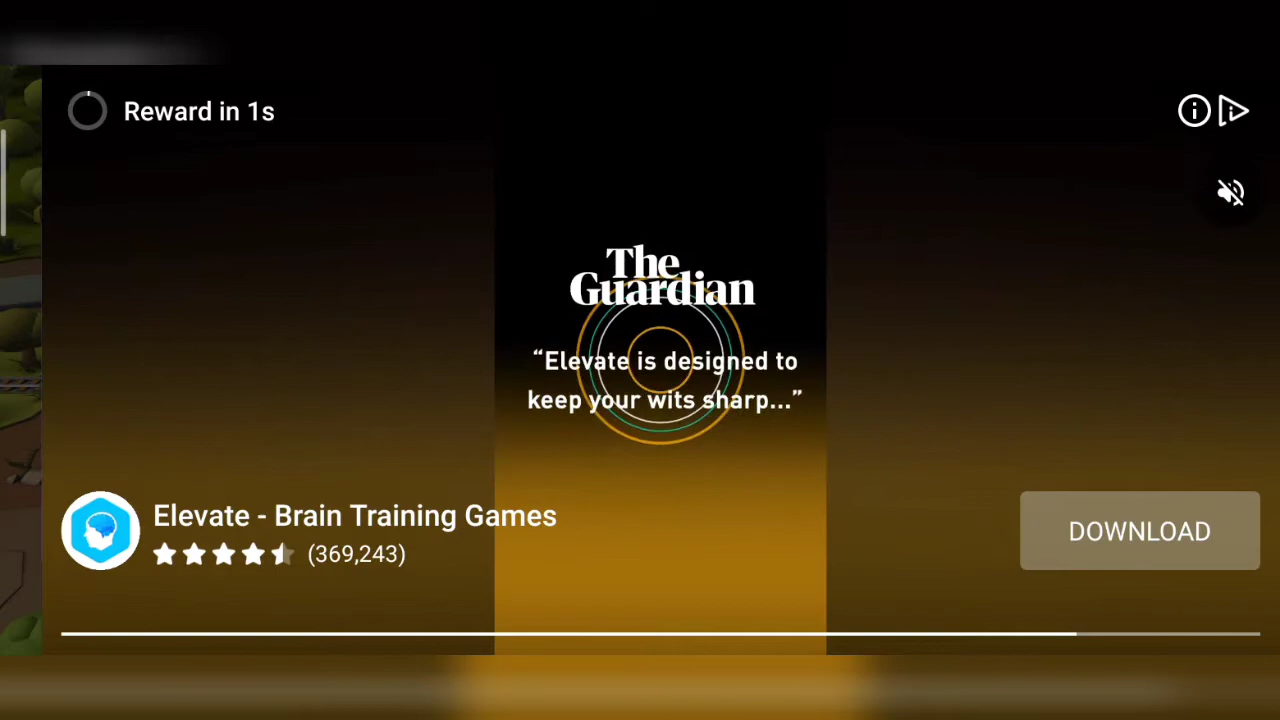 Reward in 1s
The
Guardian
“Elevate is designed to
keep your wits sharp...”
Elevate - Brain Training Games
(369,243)
DOWNLOAD